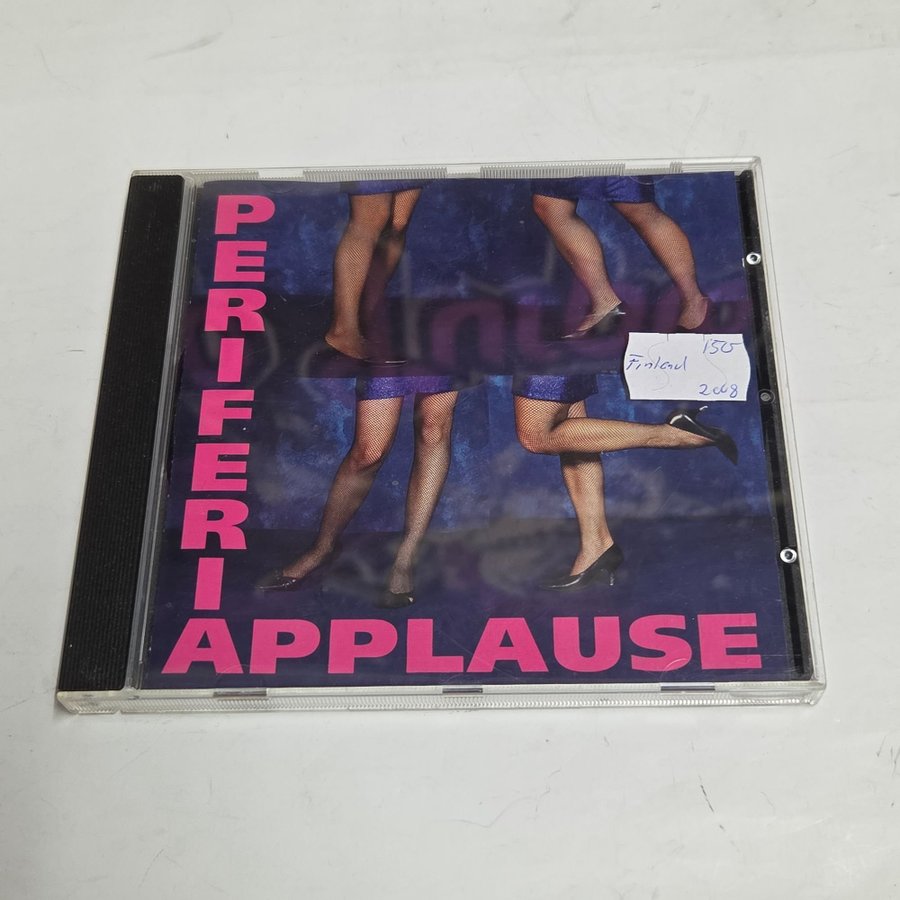 PERIFERIA
APPLAUSE
150
Finland
2008